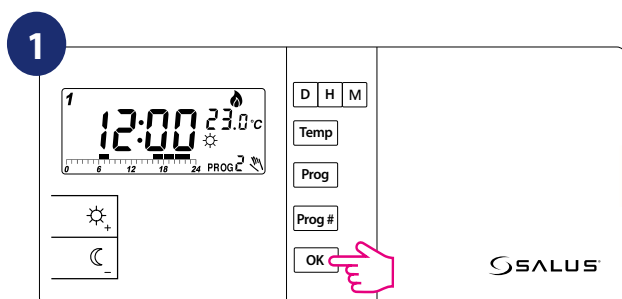 1
D H M
1
12:00 23.0°C
0 6 12 18 24 PROG 2
Temp
Prog
Prog #
+
OK
−
SALUS